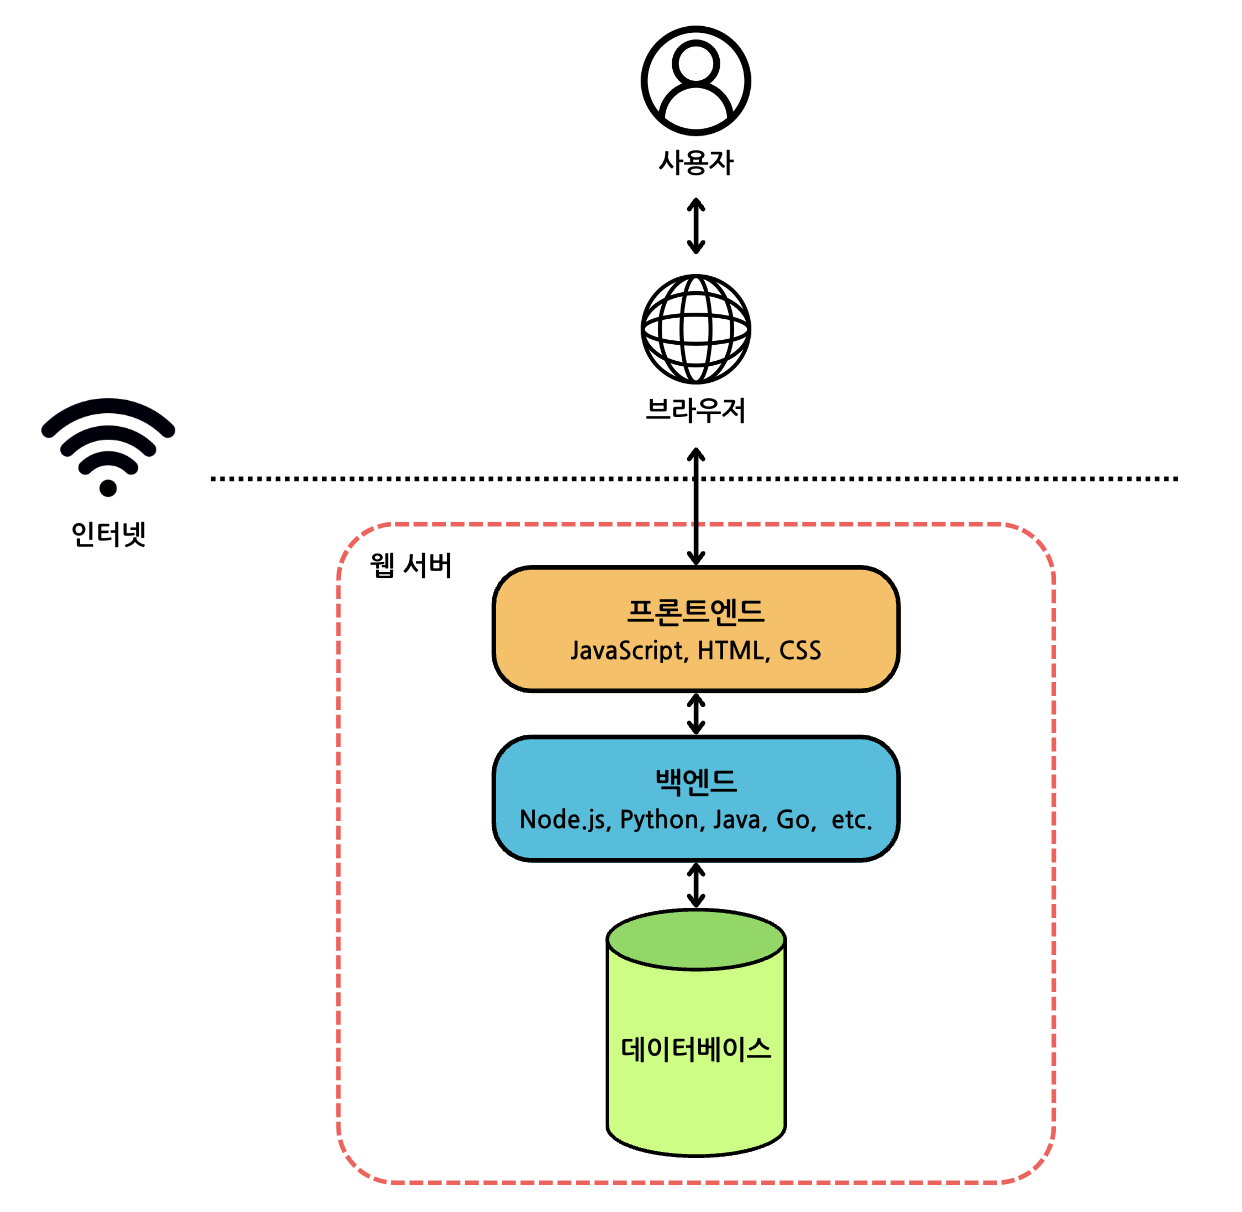 사용자
브라우저
인터넷
웹 서버
프론트엔드
JavaScript, HTML, CSS
백엔드
Node.js, Python, Java, Go,  etc.
데이터베이스